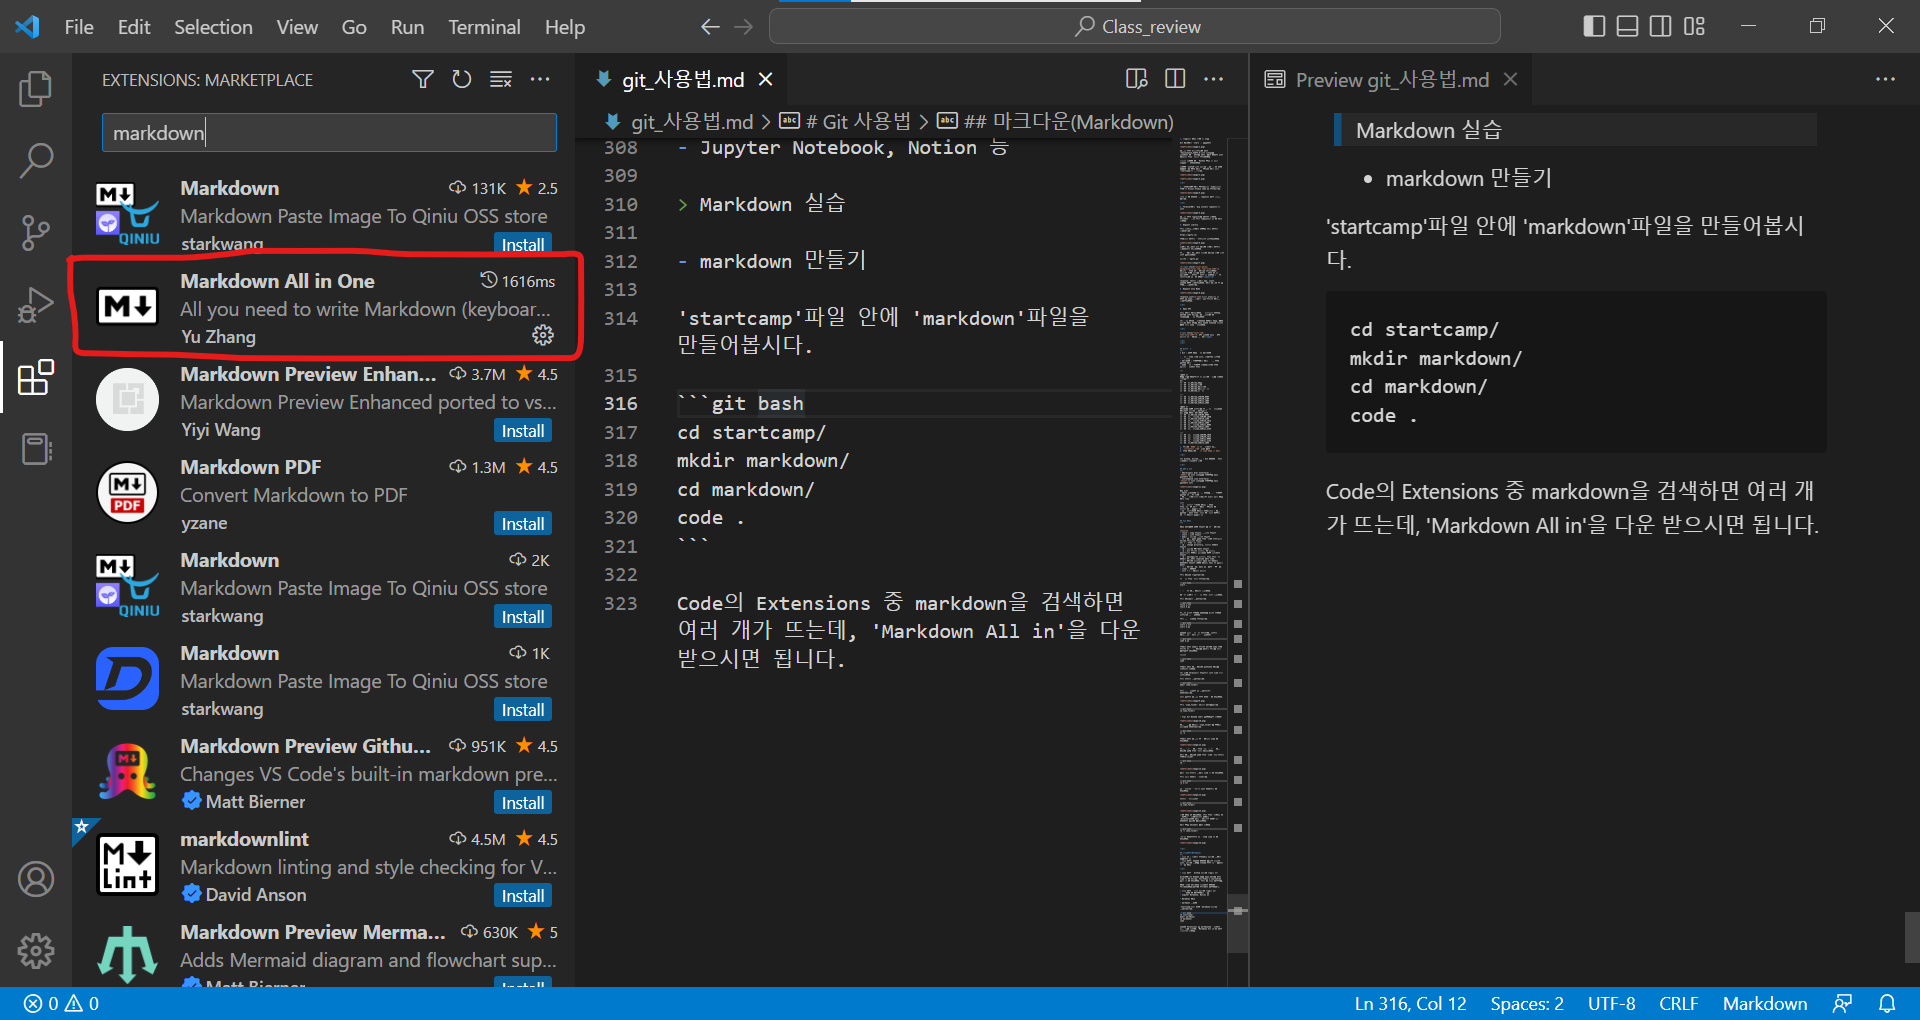 File Edit Selection View Go Run Terminal Help
Class_review
EXTENSIONS: MARKETPLACE
markdown
Markdown 131K 2.5
Markdown Paste Image To Qiniu OSS store
starkwang Install
QINIU
Markdown All in One 1616ms
All you need to write Markdown (keyboar...
Yu Zhang
Markdown Preview Enhan... 3.7M 4.5
Markdown Preview Enhanced ported to vs...
Yiyi Wang Install
Markdown PDF 1.3M 4.5
Convert Markdown to PDF
PDF
yzane Install
Markdown 2K
Markdown Paste Image To Qiniu OSS store
QINIU
starkwang Install
Markdown 1K
Markdown Paste Image To Qiniu OSS store
starkwang Install
Markdown Preview Githu... 951K 4.5
Changes VS Code's built-in markdown pre...
Matt Bierner Install
markdownlint 4.5M 4.5
Markdown linting and style checking for V...
Lint
David Anson Install
Markdown Preview Merma... 630K 5
Adds Mermaid diagram and flowchart sup...
Matt Bierner Install
git_사용법.md
git_사용법.md > # Git 사용법 > ## 마크다운(Markdown)
308 - Jupyter Notebook, Notion 등
309
310 > Markdown 실습
311
312 - markdown 만들기
313
314 'startcamp'파일 안에 'markdown'파일을
만들어봅시다.
315
316 ```git bash
317 cd startcamp/
318 mkdir markdown/
319 cd markdown/
320 code .
321 ```
322
323 Code의 Extensions 중 markdown을 검색하면
여러 개가 뜨는데, 'Markdown All in'을 다운
받으시면 됩니다.
Preview git_사용법.md
Markdown 실습
• markdown 만들기
'startcamp'파일 안에 'markdown'파일을 만들어봅시
다.
cd startcamp/
mkdir markdown/
cd markdown/
code .
Code의 Extensions 중 markdown을 검색하면 여러 개
가 뜨는데, 'Markdown All in'을 다운 받으시면 됩니다.
0 0
Ln 316, Col 12 Spaces: 2 UTF-8 CRLF Markdown